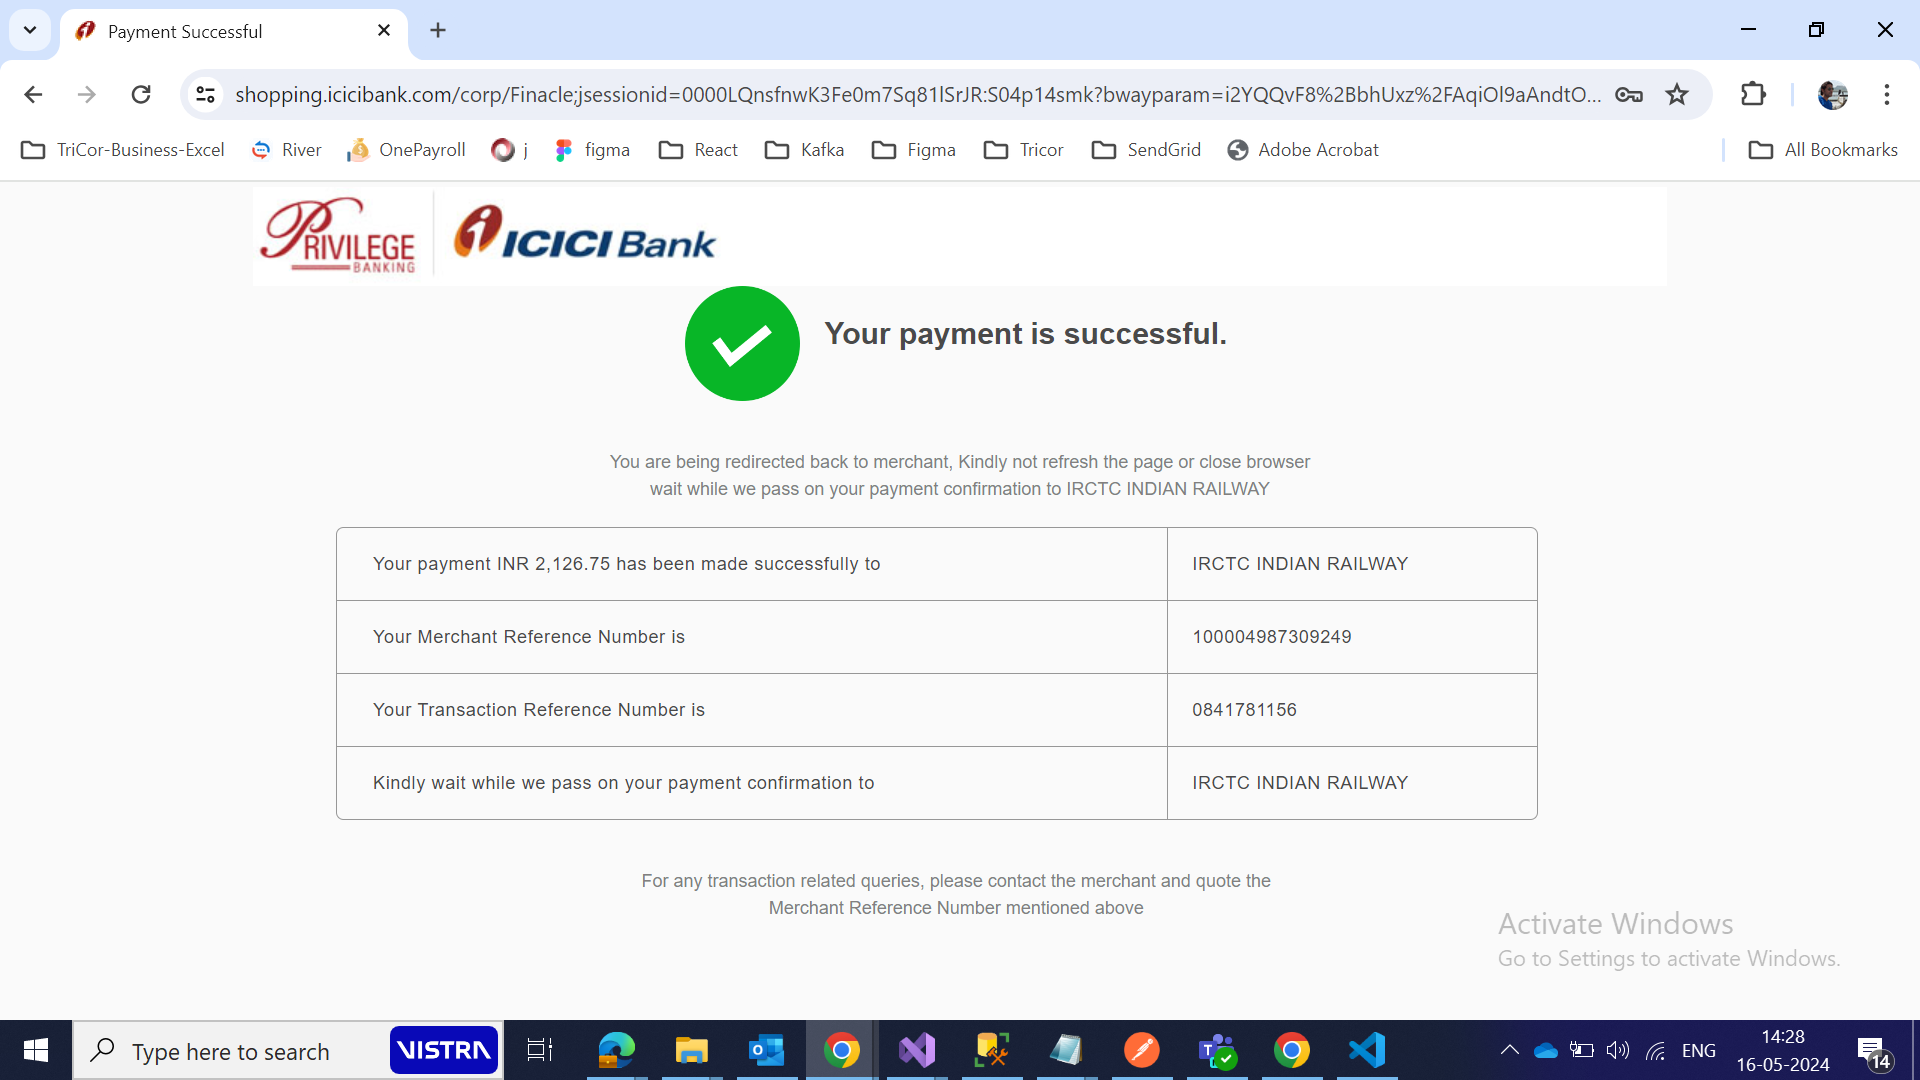 Payment Successful
shopping.icicibank.com/corp/Finacle;jsessionid=0000LQnsfnwK3Fe0m7Sq81lSrJR:S04p14smk?bwayparam=i2YQQvF8%2BbhUxz%2FAqiOl9aAndtO...
TriCor-Business-Excel River OnePayroll j figma React Kafka Figma Tricor SendGrid Adobe Acrobat All Bookmarks
PRIVILEGE
BANKING
ICICI Bank
Your payment is successful.
You are being redirected back to merchant, Kindly not refresh the page or close browser
wait while we pass on your payment confirmation to IRCTC INDIAN RAILWAY
Your payment INR 2,126.75 has been made successfully to IRCTC INDIAN RAILWAY
Your Merchant Reference Number is 100004987309249
Your Transaction Reference Number is 0841781156
Kindly wait while we pass on your payment confirmation to IRCTC INDIAN RAILWAY
For any transaction related queries, please contact the merchant and quote the
Merchant Reference Number mentioned above
Activate Windows
Go to Settings to activate Windows.
Type here to search VISTRA
ENG
14:28
16-05-2024
14